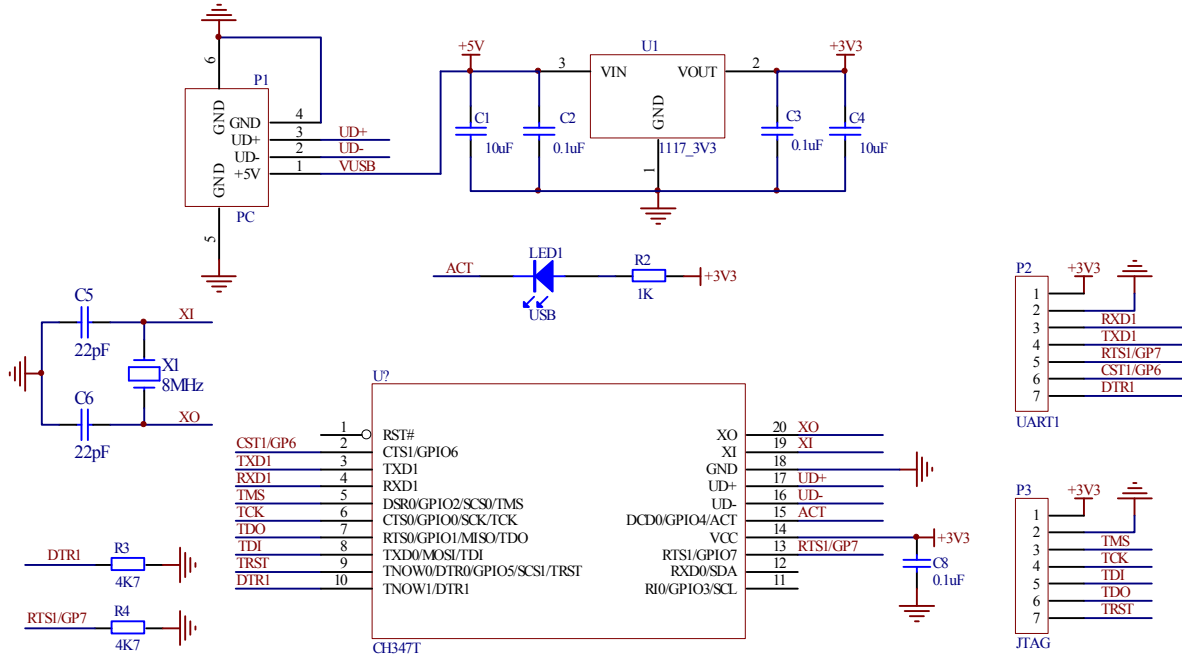 6
P1
GND
GND 4
UD+ 3 UD+
UD- 2 UD-
+5V 1 VUSB
GND
PC
5
+5V
U1
+3V3
3 VIN VOUT 2
GND
1117_3V3
1
C1
10uF
C2
0.1uF
C3
0.1uF
C4
10uF
LED1
ACT
USB
R2
1K
+3V3
C5
XI
22pF
X1
8MHz
C6
XO
22pF
U?
1 RST#
CST1/GP6 2 CTS1/GPIO6
TXD1 3 TXD1
RXD1 4 RXD1
TMS 5 DSR0/GPIO2/SCS0/TMS
TCK 6 CTS0/GPIO0/SCK/TCK
TDO 7 RTS0/GPIO1/MISO/TDO
TDI 8 TXD0/MOSI/TDI
TRST 9 TNOW0/DTR0/GPIO5/SCS1/TRST
DTR1 10 TNOW1/DTR1
XO 20 XO
XI 19 XI
GND 18
UD+ 17 UD+
UD- 16 UD-
DCD0/GPIO4/ACT 15 ACT
VCC 14 +3V3
RTS1/GPIO7 13 RTS1/GP7
RXD0/SDA 12
RI0/GPIO3/SCL 11
CH347T
C8
0.1uF
DTR1 R3
4K7
RTS1/GP7 R4
4K7
P2
+3V3
1
2
3 RXD1
4 TXD1
5 RTS1/GP7
6 CST1/GP6
7 DTR1
UART1
P3
+3V3
1
2
3 TMS
4 TCK
5 TDI
6 TDO
7 TRST
JTAG